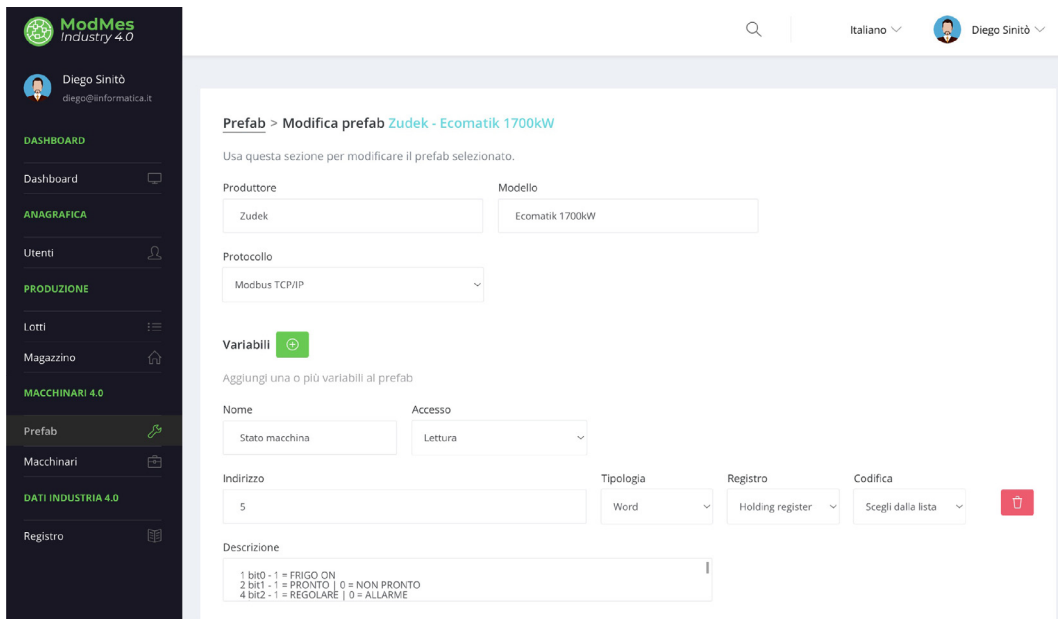 ModMes
Industry 4.0
Italiano
Diego Sinitò
Diego Sinitò
diego@iinformatica.it
DASHBOARD
Dashboard
ANAGRAFICA
Utenti
PRODUZIONE
Lotti
Magazzino
MACCHINARI 4.0
Prefab
Macchinari
DATI INDUSTRIA 4.0
Registro
Prefab > Modifica prefab Zudek - Ecomatik 1700kW
Usa questa sezione per modificare il prefab selezionato.
Produttore Modello
Zudek Ecomatik 1700kW
Protocollo
Modbus TCP/IP
Variabili
Aggiungi una o più variabili al prefab
Nome Accesso
Stato macchina Lettura
Indirizzo Tipologia Registro Codifica
5 Word Holding register Scegli dalla lista
Descrizione
1 bit0 - 1 = FRIGO ON
2 bit1 - 1 = PRONTO | 0 = NON PRONTO
4 bit2 - 1 = REGOLARE | 0 = ALLARME